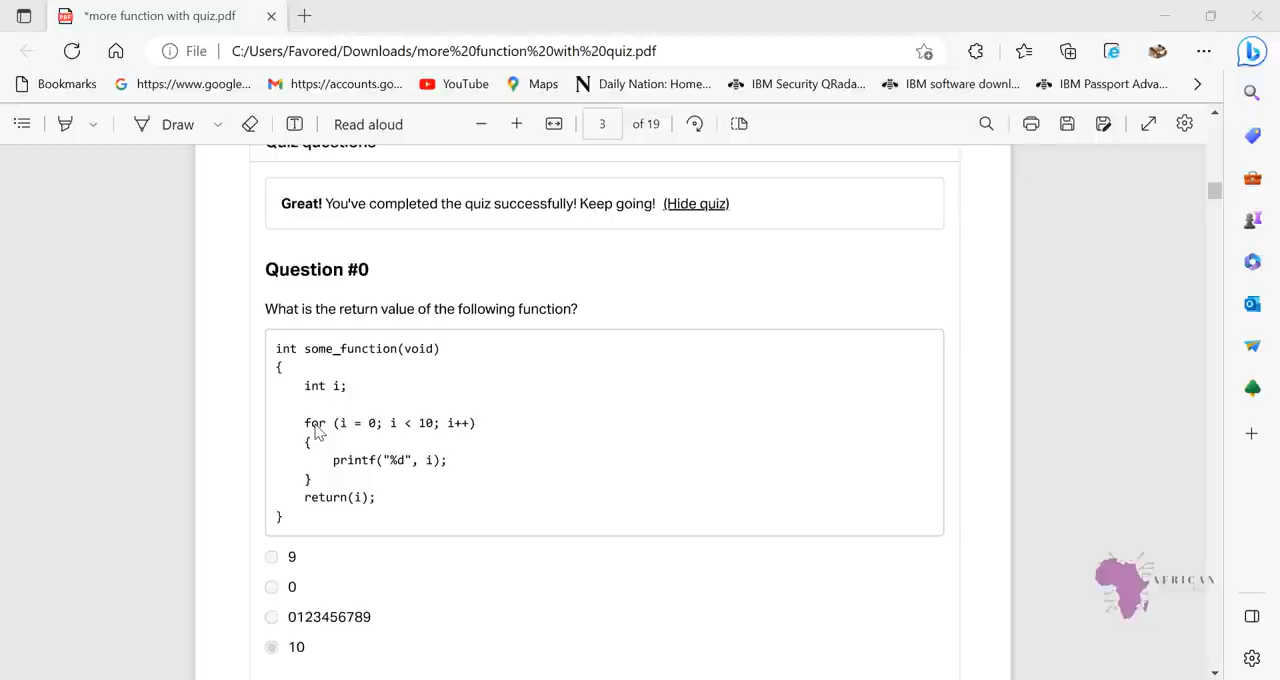 *more function with quiz.pdf
File
C:/Users/Favored/Downloads/more%20function%20with%20quiz.pdf
Bookmarks
https://www.google...
https://accounts.go...
YouTube
Maps
Daily Nation: Home...
IBM Security QRada...
IBM software downl...
IBM Passport Adva...
Draw
Read aloud
3
of 19
Quiz questions
Great! You've completed the quiz successfully! Keep going! (Hide quiz)
Question #0
What is the return value of the following function?
int some_function(void)
{
    int i;
    for (i = 0; i < 10; i++)
    {
        printf("%d", i);
    }
    return(i);
}
9
0
0123456789
10
AFRICAN